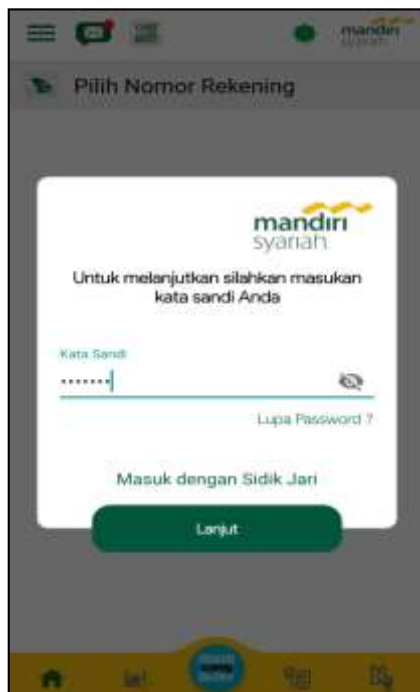 mandiri
syariah
Pilih Nomor Rekening
mandiri
syariah
Untuk melanjutkan silahkan masukan
kata sandi Anda
Kata Sandi
Lupa Password ?
Masuk dengan Sidik Jari
Lanjut